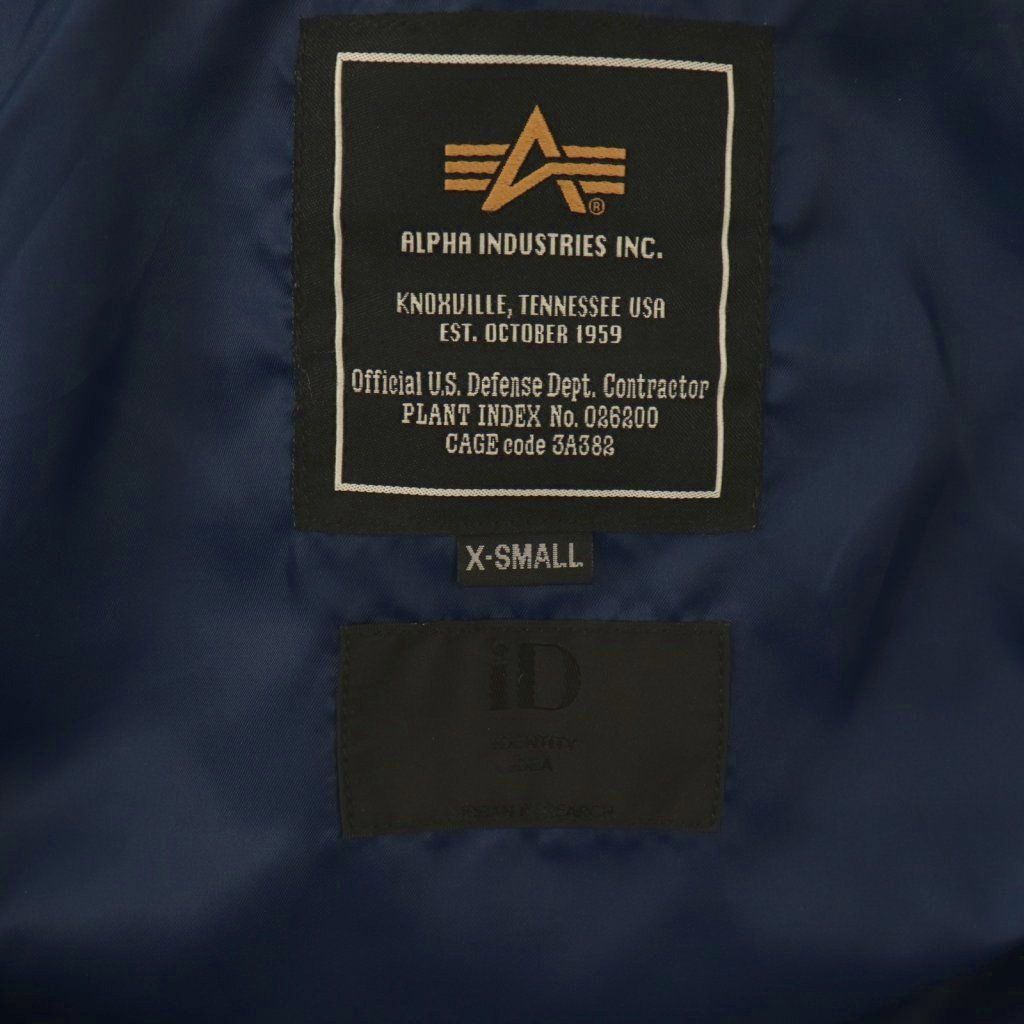 ®
ALPHA INDUSTRIES INC.
KNOXVILLE, TENNESSEE USA
EST. OCTOBER 1959
Official U.S. Defense Dept. Contractor
PLANT INDEX No. 026200
CAGE code 3A382
X-SMALL
iD
IDENTITY